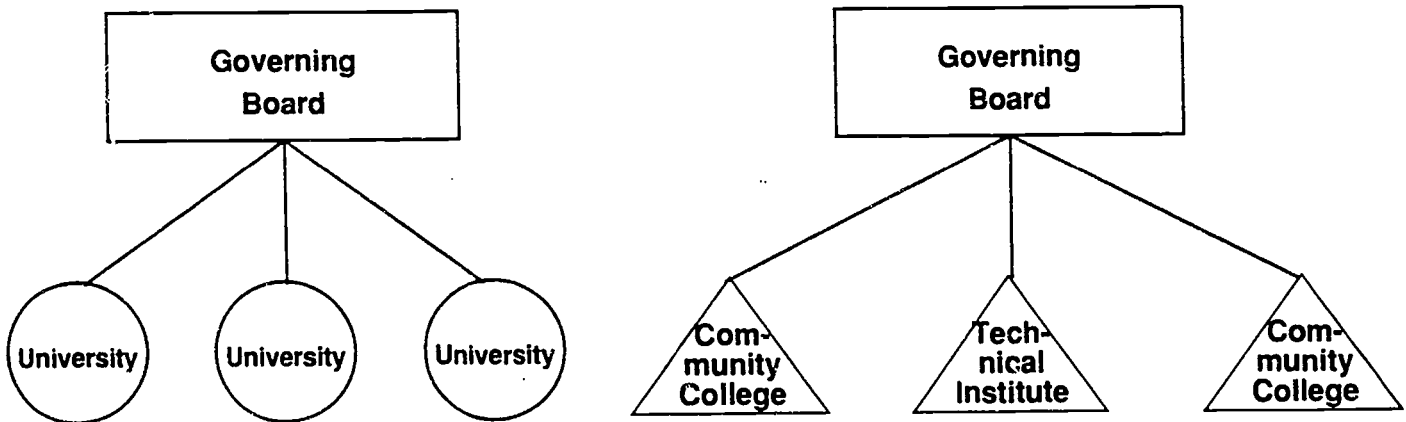 Governing
Board
Governing
Board
University
University
University
Com-
munity
College
Tech-
nical
Institute
Com-
munity
College